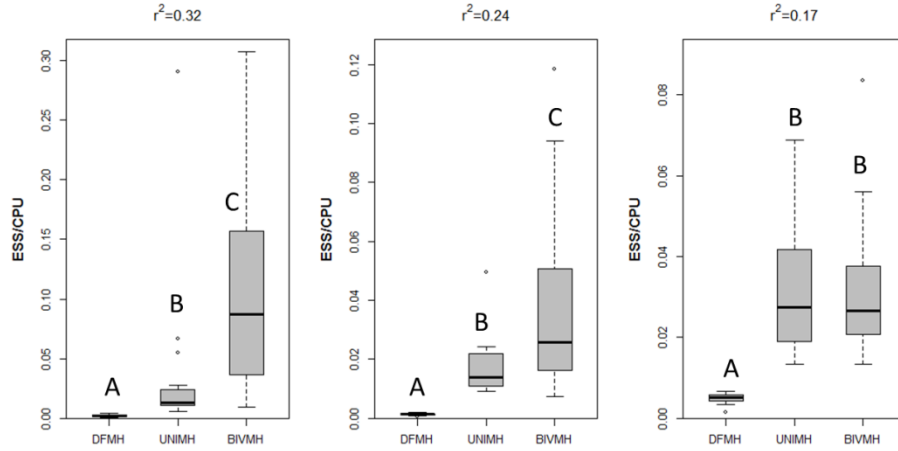 r²=0.32
ESS/CPU
0.30
0.25
0.20
0.15
0.10
0.05
0.00
A
B
C
DFMH UNIMH BIVMH
r²=0.24
ESS/CPU
0.12
0.10
0.08
0.06
0.04
0.02
0.00
A
B
C
DFMH UNIMH BIVMH
r²=0.17
ESS/CPU
0.08
0.06
0.04
0.02
0.00
A
B
B
DFMH UNIMH BIVMH